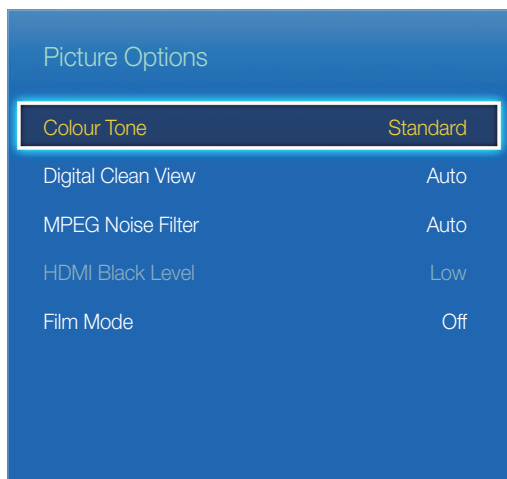 Picture Options
Colour Tone Standard
Digital Clean View Auto
MPEG Noise Filter Auto
HDMI Black Level Low
Film Mode Off